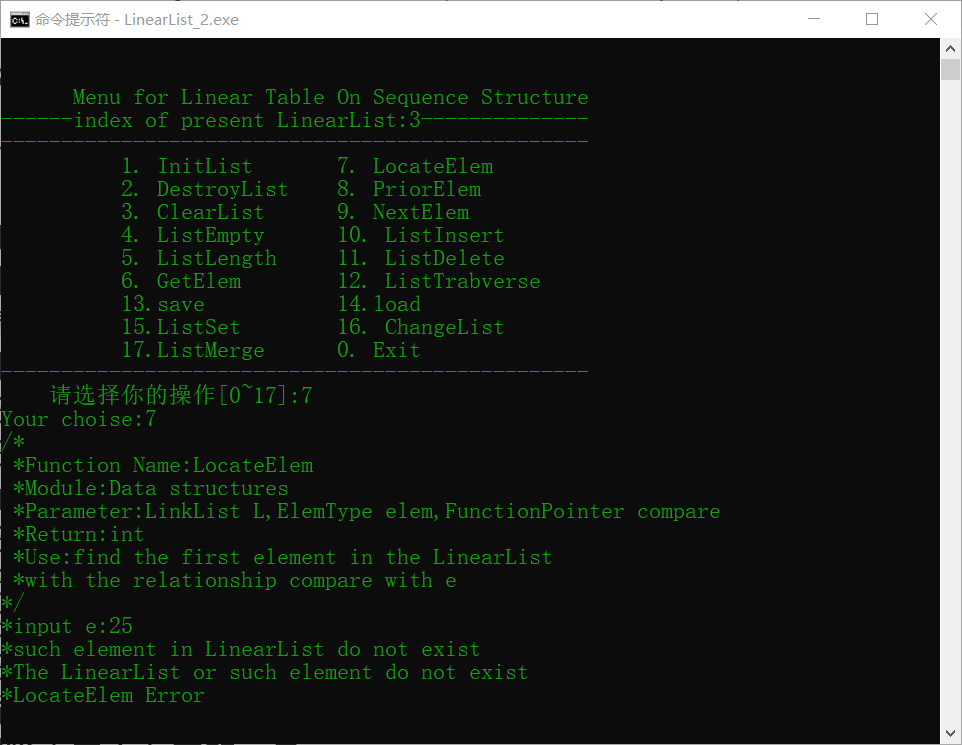 命令提示符 - LinearList_2.exe
Menu for Linear Table On Sequence Structure
------index of present LinearList:3--------------
-------------------------------------------------
1. InitList 7. LocateElem
2. DestroyList 8. PriorElem
3. ClearList 9. NextElem
4. ListEmpty 10. ListInsert
5. ListLength 11. ListDelete
6. GetElem 12. ListTrabverse
13.save 14.load
15.ListSet 16. ChangeList
17.ListMerge 0. Exit
-------------------------------------------------
请选择你的操作[0~17]:7
Your choise:7
/*
*Function Name:LocateElem
*Module:Data structures
*Parameter:LinkList L,ElemType elem,FunctionPointer compare
*Return:int
*Use:find the first element in the LinearList
*with the relationship compare with e
*/
*input e:25
*such element in LinearList do not exist
*The LinearList or such element do not exist
*LocateElem Error